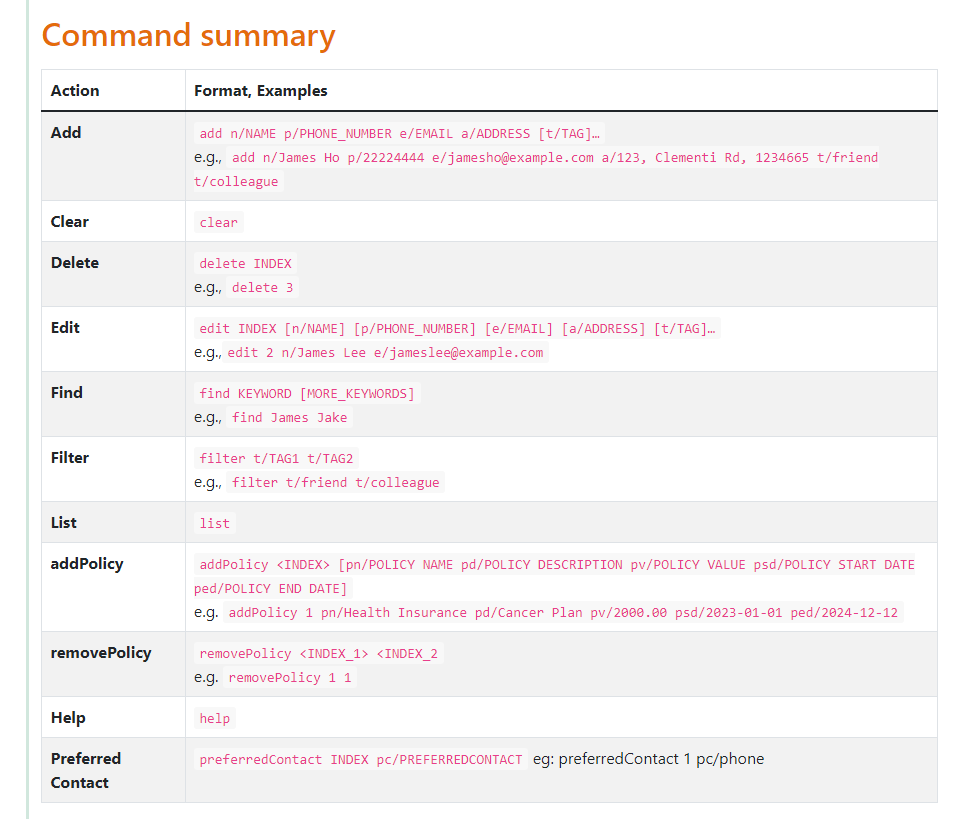 Command summary
Action Format, Examples
Add add n/NAME p/PHONE_NUMBER e/EMAIL a/ADDRESS [t/TAG]…
e.g., add n/James Ho p/22224444 e/jamesho@example.com a/123, Clementi Rd, 1234665 t/friend
t/colleague
Clear clear
Delete delete INDEX
e.g., delete 3
Edit edit INDEX [n/NAME] [p/PHONE_NUMBER] [e/EMAIL] [a/ADDRESS] [t/TAG]…
e.g., edit 2 n/James Lee e/jameslee@example.com
Find find KEYWORD [MORE_KEYWORDS]
e.g., find James Jake
Filter filter t/TAG1 t/TAG2
e.g., filter t/friend t/colleague
List list
addPolicy addPolicy <INDEX> [pn/POLICY NAME pd/POLICY DESCRIPTION pv/POLICY VALUE psd/POLICY START DATE
ped/POLICY END DATE]
e.g. addPolicy 1 pn/Health Insurance pd/Cancer Plan pv/2000.00 psd/2023-01-01 ped/2024-12-12
removePolicy removePolicy <INDEX_1> <INDEX_2
e.g. removePolicy 1 1
Help help
Preferred preferredContact INDEX pc/PREFERREDCONTACT eg: preferredContact 1 pc/phone
Contact